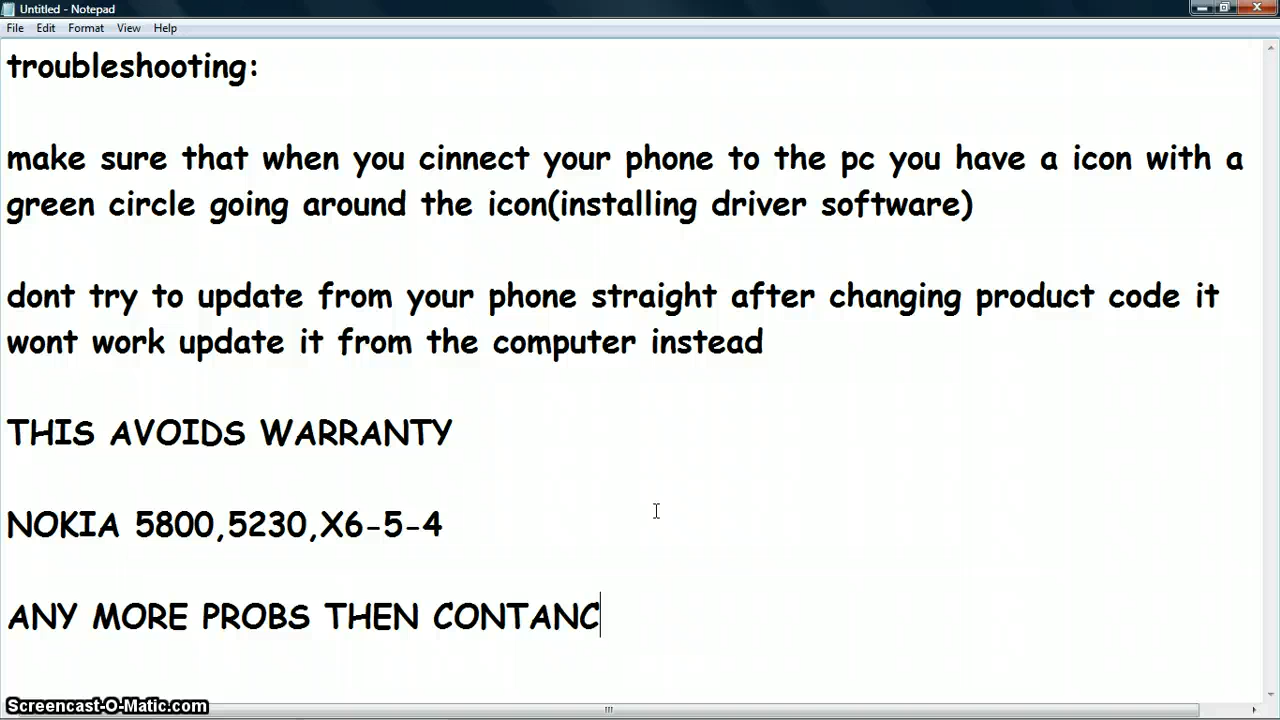 Untitled - Notepad
File Edit Format View Help
troubleshooting:
make sure that when you cinnect your phone to the pc you have a icon with a
green circle going around the icon(installing driver software)
dont try to update from your phone straight after changing product code it
wont work update it from the computer instead
THIS AVOIDS WARRANTY
NOKIA 5800,5230,X6-5-4
ANY MORE PROBS THEN CONTANC
Screencast-O-Matic.com